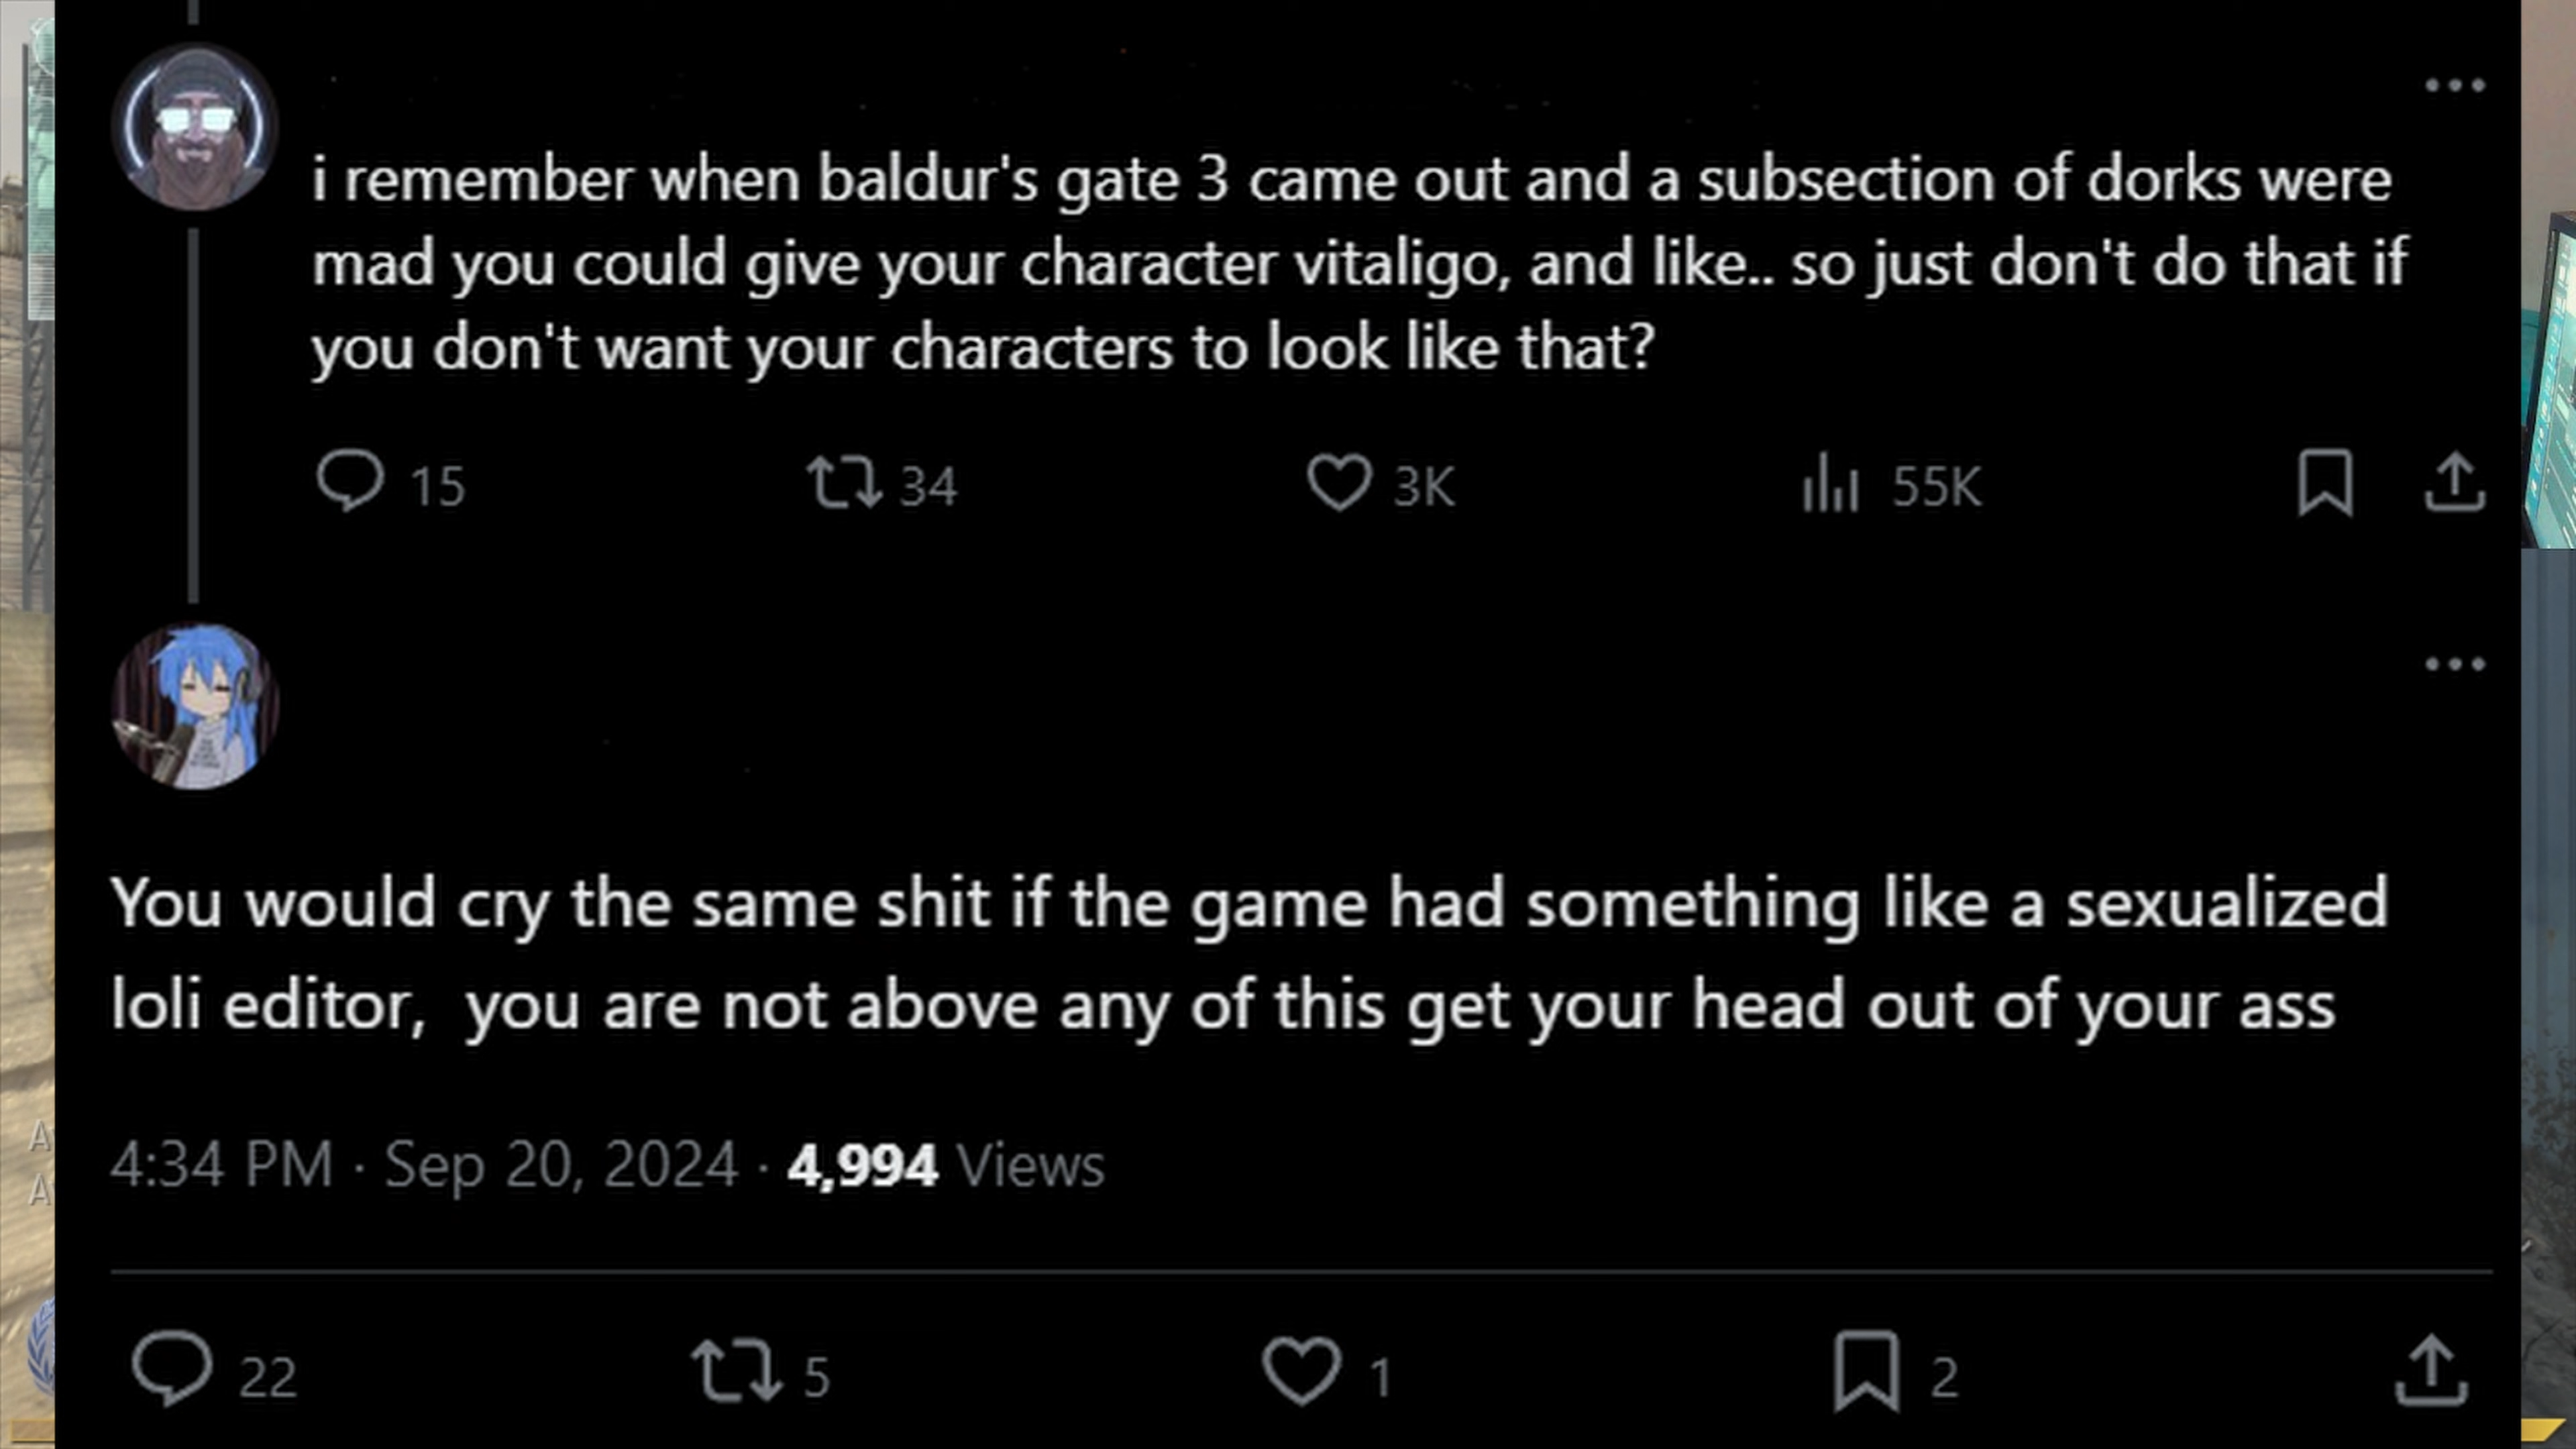 i remember when baldur's gate 3 came out and a subsection of dorks were
mad you could give your character vitaligo, and like.. so just don't do that if
you don't want your characters to look like that?
15 34 3K 55K
You would cry the same shit if the game had something like a sexualized
loli editor, you are not above any of this get your head out of your ass
4:34 PM · Sep 20, 2024 · 4,994 Views
22 5 1 2